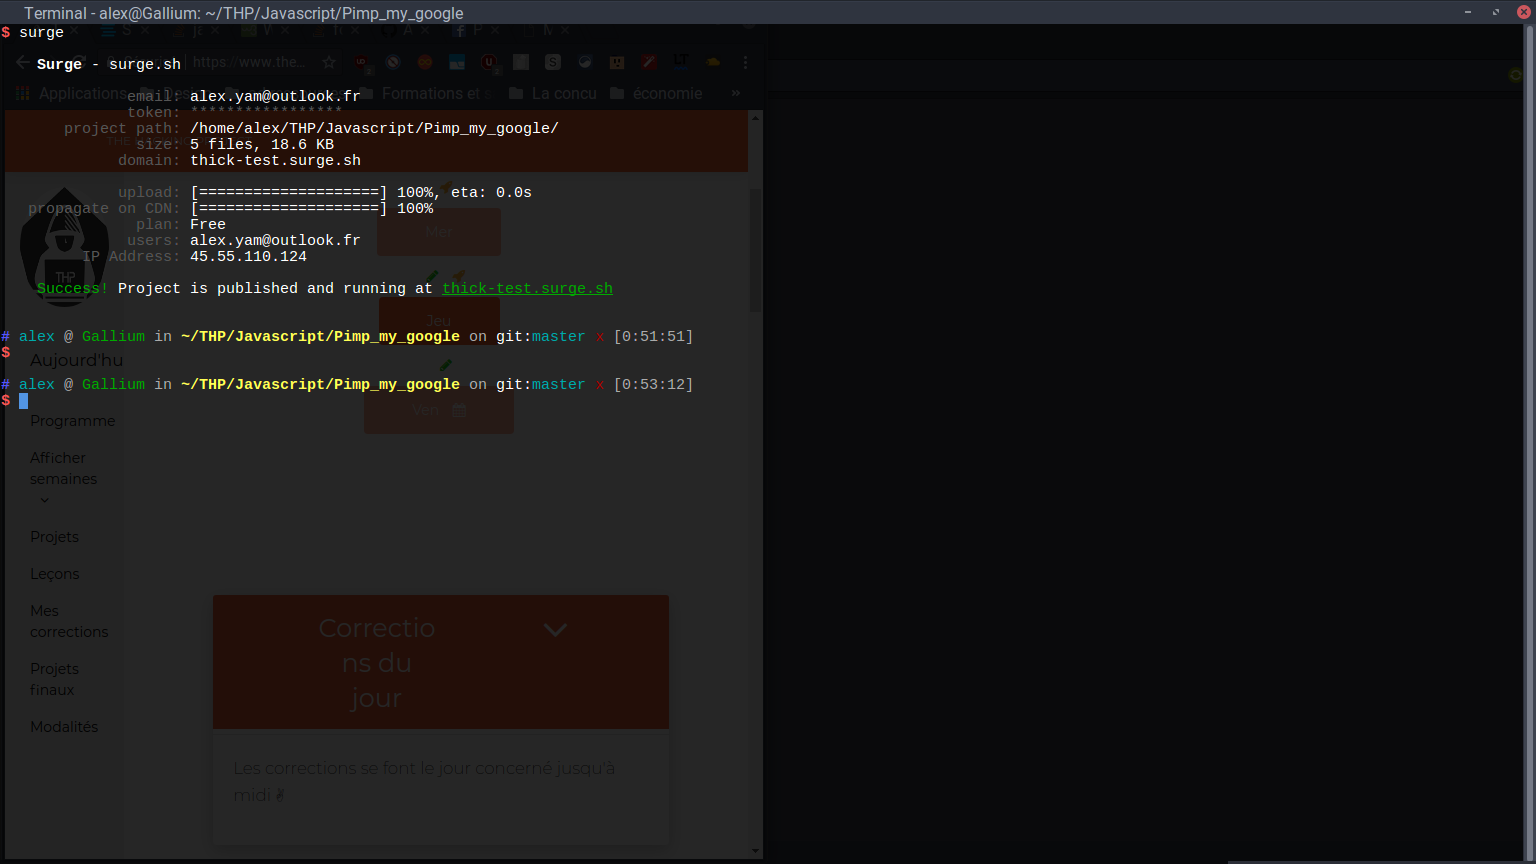 Terminal - alex@Gallium: ~/THP/Javascript/Pimp_my_google
$ surge
Surge - surge.sh
https://www.the...
Applications
Formations et s
La concu
économie
email: alex.yam@outlook.fr
token: *****************
project path: /home/alex/THP/Javascript/Pimp_my_google/
size: 5 files, 18.6 KB
domain: thick-test.surge.sh
upload: [====================] 100%, eta: 0.0s
propagate on CDN: [====================] 100%
plan: Free
users: alex.yam@outlook.fr
IP Address: 45.55.110.124
Mer
THP
Success! Project is published and running at thick-test.surge.sh
Jeu
# alex @ Gallium in ~/THP/Javascript/Pimp_my_google on git:master x [0:51:51]
$
Aujourd'hu
# alex @ Gallium in ~/THP/Javascript/Pimp_my_google on git:master x [0:53:12]
$
Ven
Programme
Afficher
semaines
Projets
Leçons
Mes
corrections
Projets
finaux
Modalités
Correctio
ns du
jour
Les corrections se font le jour concerné jusqu'à
midi